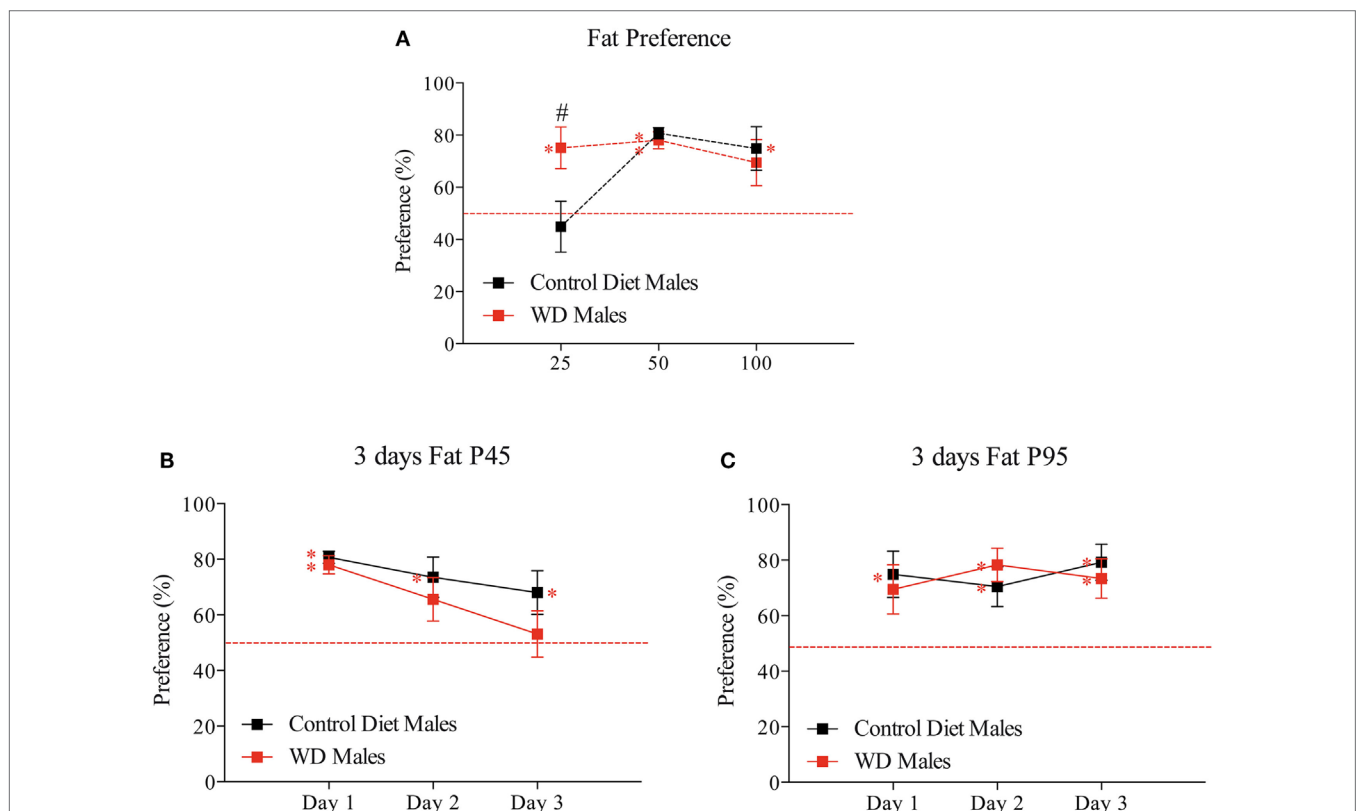 A
Fat Preference
100
80
60
40
20
0
Preference (%)
#
*
*
*
*
Control Diet Males
WD Males
25
50
100
B
3 days Fat P45
100
80
60
40
20
0
Preference (%)
*
*
*
*
Control Diet Males
WD Males
Day 1
Day 2
Day 3
C
3 days Fat P95
100
80
60
40
20
0
Preference (%)
*
*
*
*
*
Control Diet Males
WD Males
Day 1
Day 2
Day 3